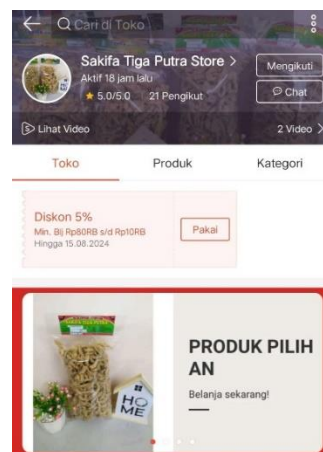 Cari di Toko
Sakifa Tiga Putra Store >
Mengikuti
Aktif 18 jam lalu
5.0/5.0 21 Pengikut
Chat
Lihat Video
2 Video >
Toko Produk Kategori
Diskon 5%
Min. Blj Rp80RB s/d Rp10RB
Hingga 15.08.2024
Pakai
PRODUK PILIH
AN
Belanja sekarang!
HO
ME